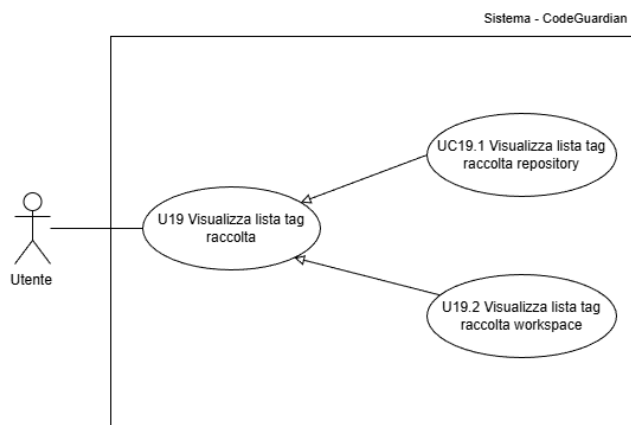 Sistema - CodeGuardian
UC19.1 Visualizza lista tag
raccolta repository
U19 Visualizza lista tag
raccolta
Utente
U19.2 Visualizza lista tag
raccolta workspace